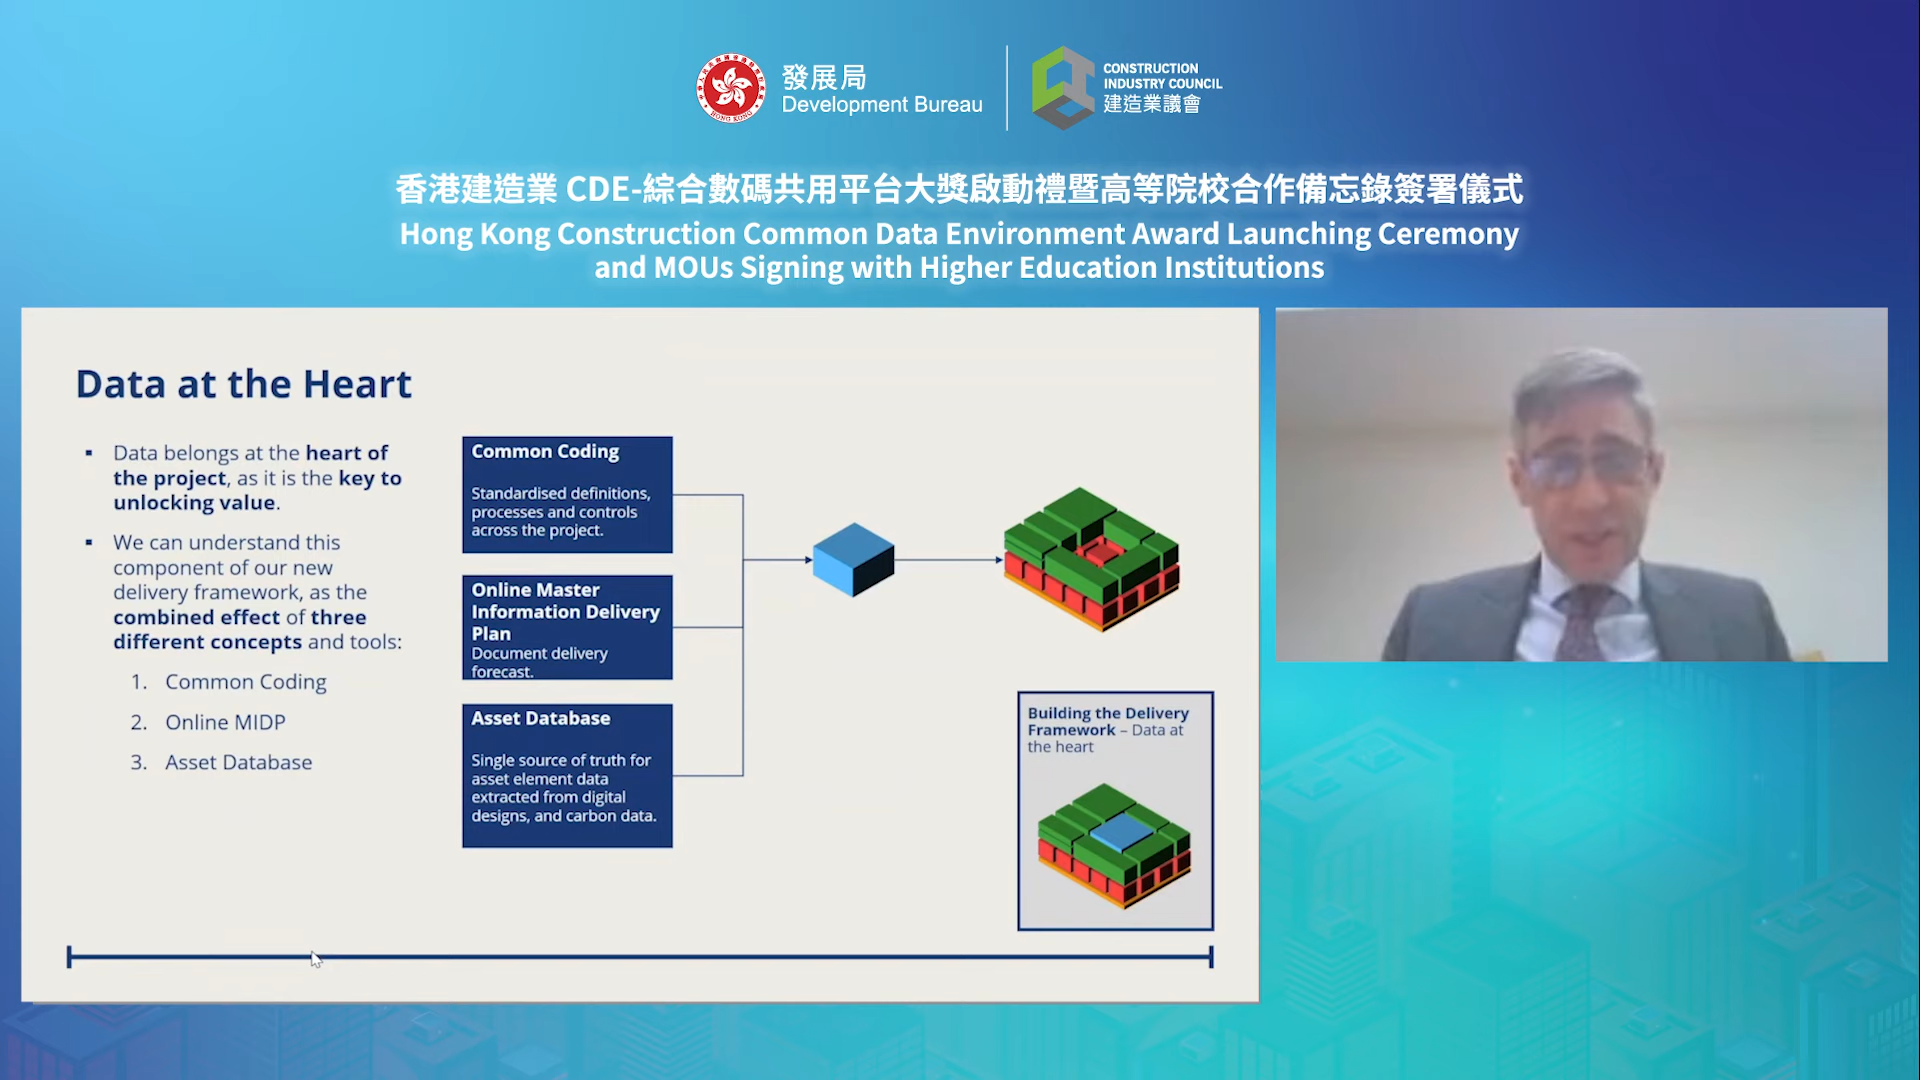 發展局
Development Bureau
HONG KONG
CONSTRUCTION
INDUSTRY COUNCIL
建造業議會
香港建造業 CDE-綜合數碼共用平台大獎啟動禮暨高等院校合作備忘錄簽署儀式
Hong Kong Construction Common Data Environment Award Launching Ceremony
and MOUs Signing with Higher Education Institutions
Data at the Heart
▪ Data belongs at the heart of
the project, as it is the key to
unlocking value.
▪ We can understand this
component of our new
delivery framework, as the
combined effect of three
different concepts and tools:
1. Common Coding
2. Online MIDP
3. Asset Database
Common Coding
Standardised definitions,
processes and controls
across the project.
Online Master
Information Delivery
Plan
Document delivery
forecast.
Asset Database
Single source of truth for
asset element data
extracted from digital
designs, and carbon data.
Building the Delivery
Framework – Data at
the heart